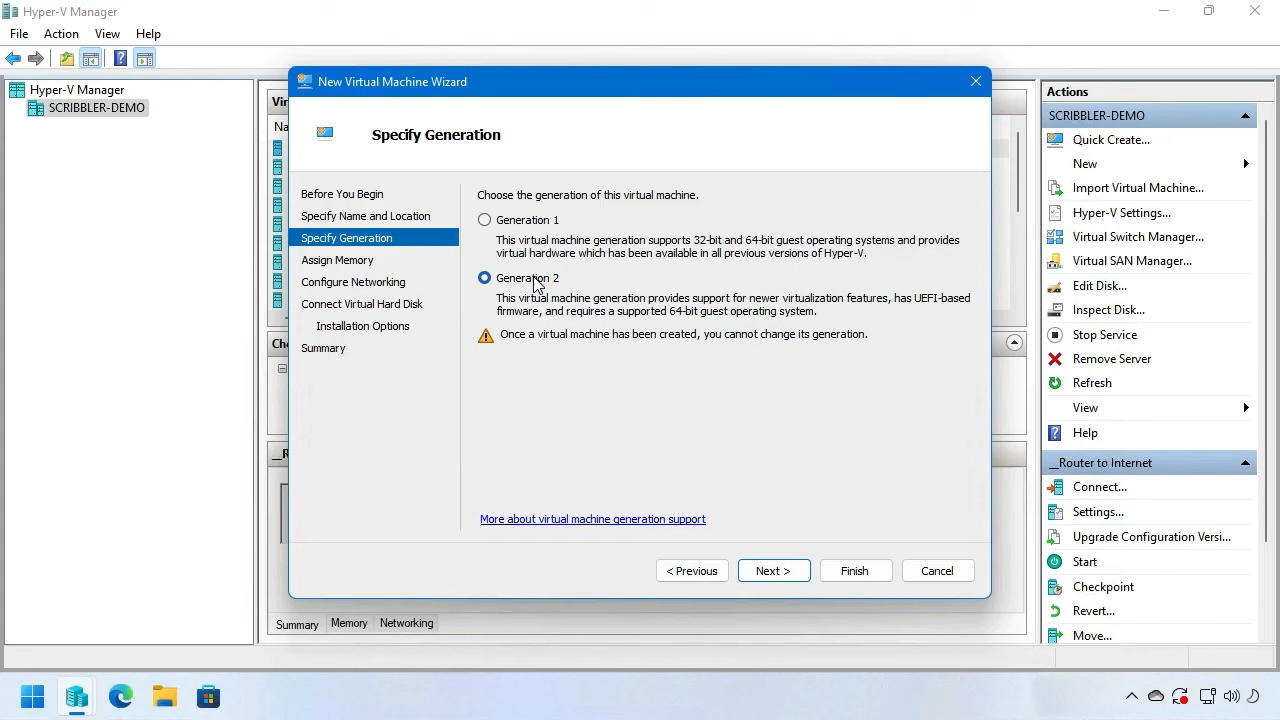 Hyper-V Manager
File Action View Help
Hyper-V Manager
SCRIBBLER-DEMO
New Virtual Machine Wizard
Specify Generation
Before You Begin
Specify Name and Location
Specify Generation
Assign Memory
Configure Networking
Connect Virtual Hard Disk
Installation Options
Summary
Choose the generation of this virtual machine.
Generation 1
This virtual machine generation supports 32-bit and 64-bit guest operating systems and provides
virtual hardware which has been available in all previous versions of Hyper-V.
Generation 2
This virtual machine generation provides support for newer virtualization features, has UEFI-based
firmware, and requires a supported 64-bit guest operating system.
Once a virtual machine has been created, you cannot change its generation.
More about virtual machine generation support
< Previous Next > Finish Cancel
Summary Memory Networking
Actions
SCRIBBLER-DEMO
Quick Create...
New
Import Virtual Machine...
Hyper-V Settings...
Virtual Switch Manager...
Virtual SAN Manager...
Edit Disk...
Inspect Disk...
Stop Service
Remove Server
Refresh
View
Help
__Router to Internet
Connect...
Settings...
Upgrade Configuration Versi...
Start
Checkpoint
Revert...
Move...